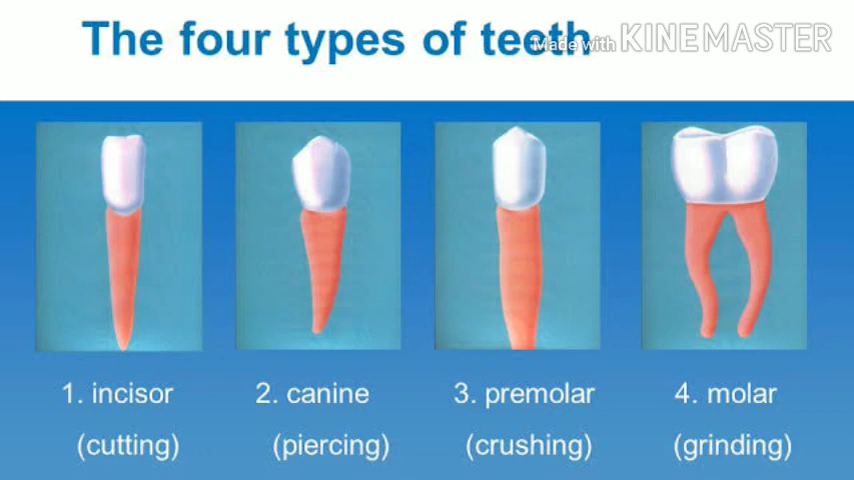 The four types of teeth
Made with KINEMASTER
1. incisor
(cutting)
2. canine
(piercing)
3. premolar
(crushing)
4. molar
(grinding)